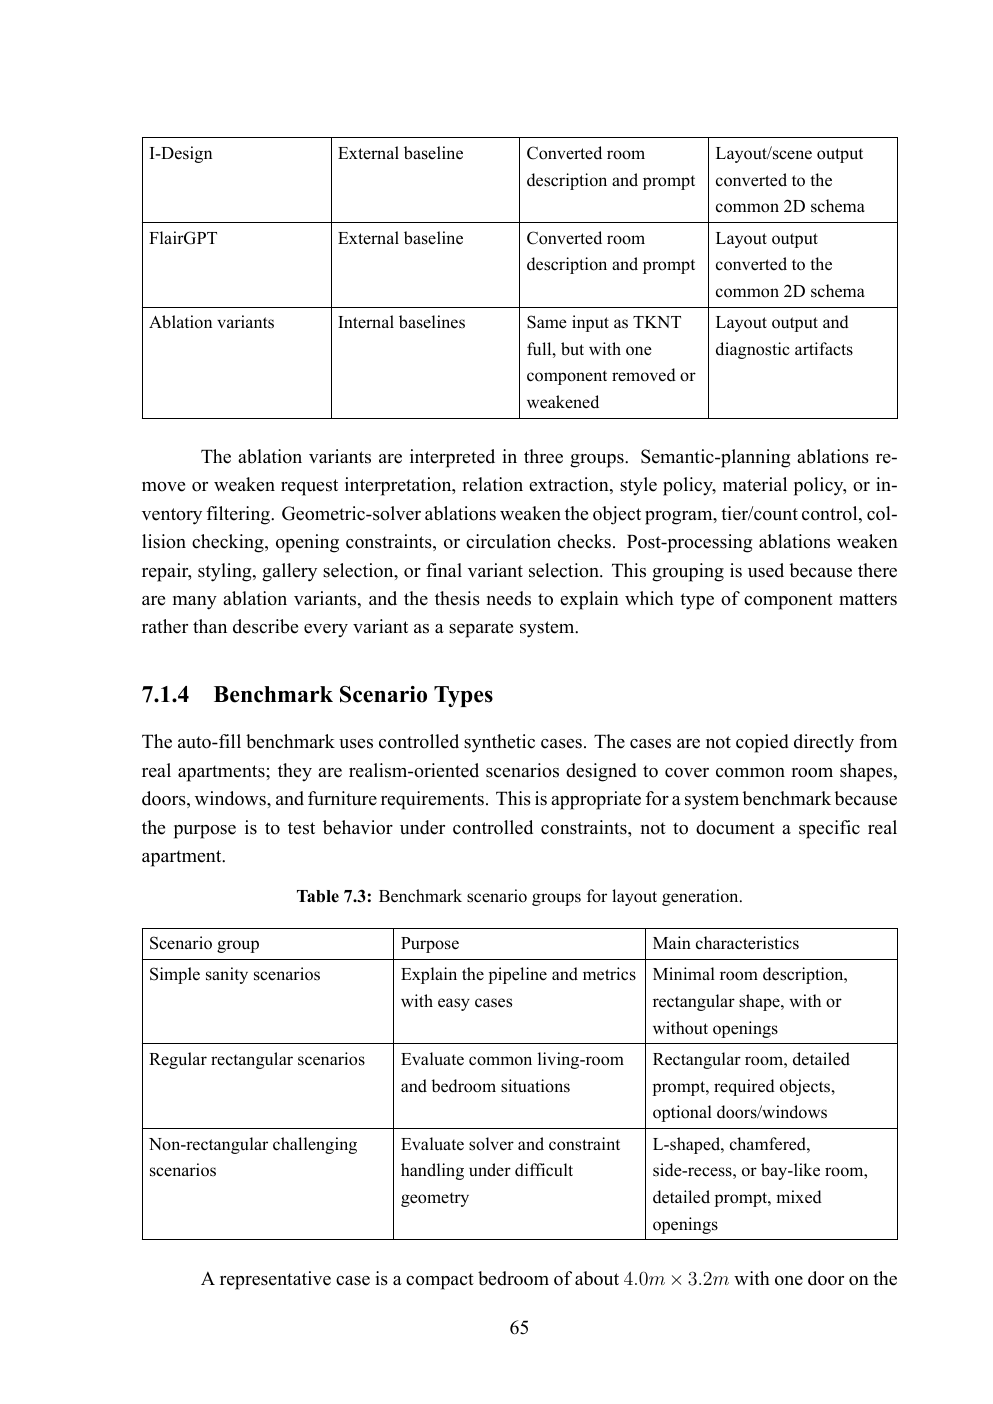 I-Design External baseline Converted room Layout/scene output
description and prompt converted to the
common 2D schema
FlairGPT External baseline Converted room Layout output
description and prompt converted to the
common 2D schema
Ablation variants Internal baselines Same input as TKNT Layout output and
full, but with one diagnostic artifacts
component removed or
weakened
The ablation variants are interpreted in three groups. Semantic-planning ablations re-
move or weaken request interpretation, relation extraction, style policy, material policy, or in-
ventory filtering. Geometric-solver ablations weaken the object program, tier/count control, col-
lision checking, opening constraints, or circulation checks. Post-processing ablations weaken
repair, styling, gallery selection, or final variant selection. This grouping is used because there
are many ablation variants, and the thesis needs to explain which type of component matters
rather than describe every variant as a separate system.
7.1.4 Benchmark Scenario Types
The auto-fill benchmark uses controlled synthetic cases. The cases are not copied directly from
real apartments; they are realism-oriented scenarios designed to cover common room shapes,
doors, windows, and furniture requirements. This is appropriate for a system benchmark because
the purpose is to test behavior under controlled constraints, not to document a specific real
apartment.
Table 7.3: Benchmark scenario groups for layout generation.
Scenario group Purpose Main characteristics
Simple sanity scenarios Explain the pipeline and metrics Minimal room description,
with easy cases rectangular shape, with or
without openings
Regular rectangular scenarios Evaluate common living-room Rectangular room, detailed
and bedroom situations prompt, required objects,
optional doors/windows
Non-rectangular challenging Evaluate solver and constraint L-shaped, chamfered,
scenarios handling under difficult side-recess, or bay-like room,
geometry detailed prompt, mixed
openings
A representative case is a compact bedroom of about 4.0m × 3.2m with one door on the
65